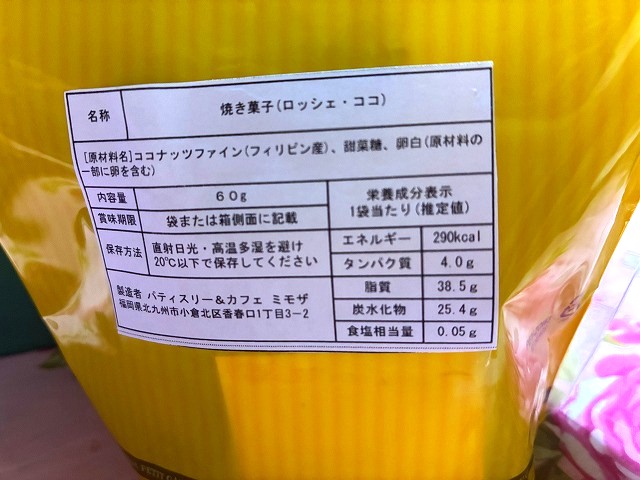 名称
焼き菓子(ロッシェ・ココ)
[原材料名]ココナッツファイン(フィリピン産)、甜菜糖、卵白(原材料の
一部に卵を含む)
内容量 60g
賞味期限 袋または箱側面に記載
保存方法 直射日光・高温多湿を避け
20℃以下で保存してください
製造者 パティスリー&カフェ ミモザ
福岡県北九州市小倉北区香春口1丁目3-2
栄養成分表示
1袋当たり(推定値)
エネルギー 290kcal
タンパク質 4.0g
脂質 38.5g
炭水化物 25.4g
食塩相当量 0.05g